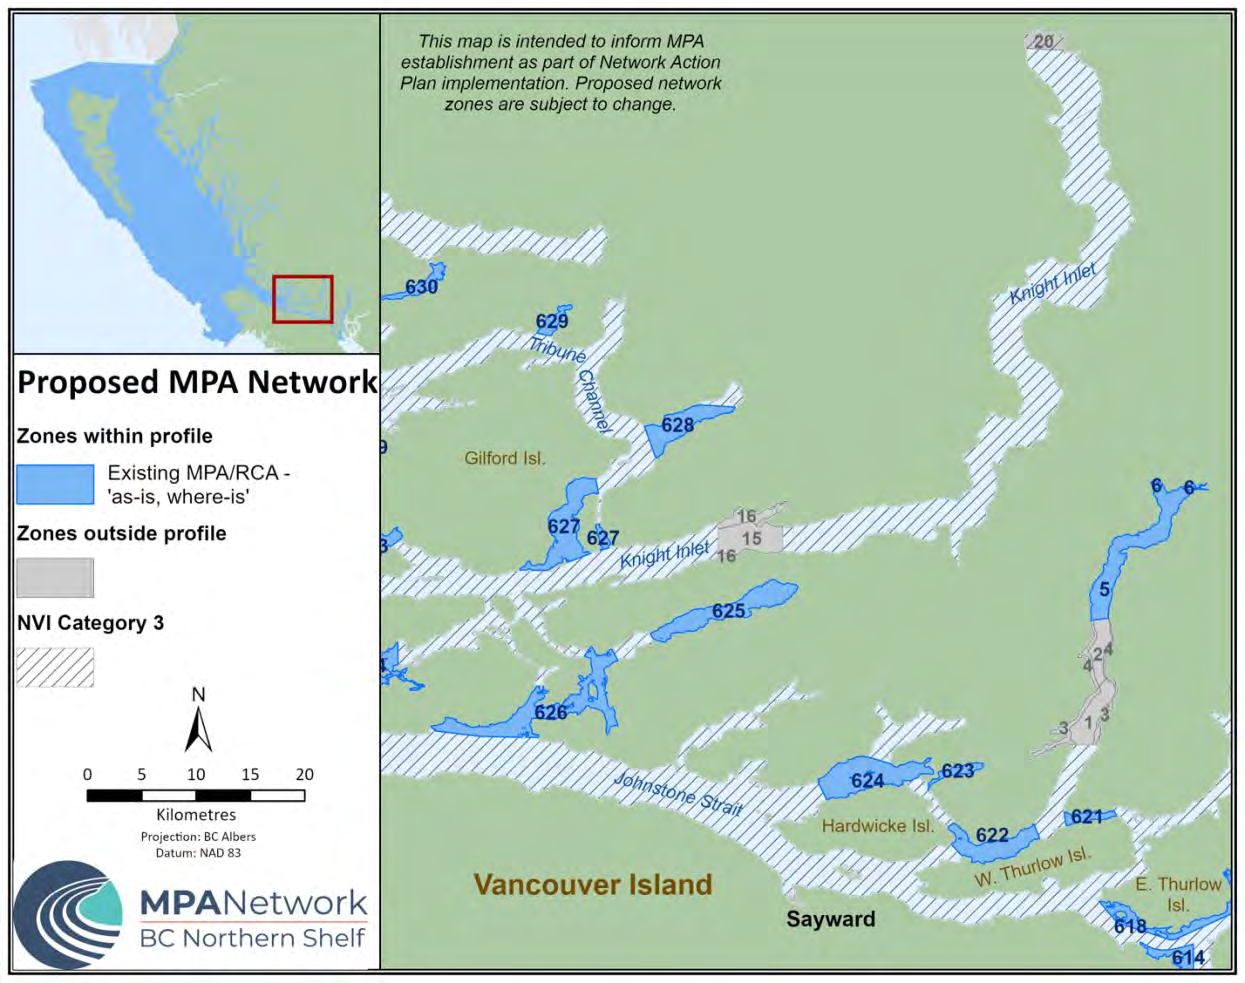 This map is intended to inform MPA
establishment as part of Network Action
Plan implementation. Proposed network
zones are subject to change.
Proposed MPA Network
Zones within profile
Existing MPA/RCA -
'as-is, where-is'
Zones outside profile
NVI Category 3
N
0 5 10 15 20
Kilometres
Projection: BC Albers
Datum: NAD 83
MPANetwork
BC Northern Shelf
20
Knight Inlet
630
629
Tribune
Channel
628
9
Gilford Isl.
6 6
16
627
627
15
3
Knight Inlet
16
5
625
4
2
4
4
626
3
1
3
Johnstone Strait
624
623
621
Hardwicke Isl.
622
W. Thurlow Isl.
Vancouver Island
E. Thurlow
Isl.
Sayward
618
614